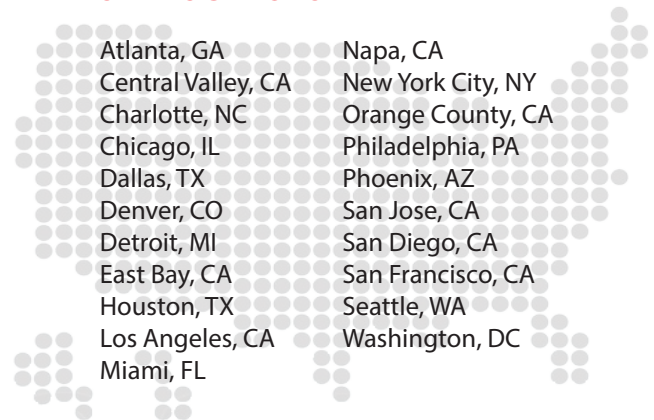 Atlanta, GA
Central Valley, CA
Charlotte, NC
Chicago, IL
Dallas, TX
Denver, CO
Detroit, MI
East Bay, CA
Houston, TX
Los Angeles, CA
Miami, FL
Napa, CA
New York City, NY
Orange County, CA
Philadelphia, PA
Phoenix, AZ
San Jose, CA
San Diego, CA
San Francisco, CA
Seattle, WA
Washington, DC